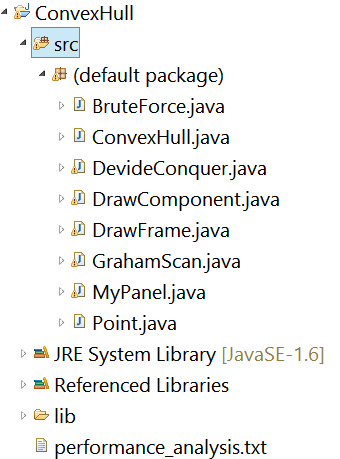 ConvexHull
src
(default package)
BruteForce.java
ConvexHull.java
DevideConquer.java
DrawComponent.java
DrawFrame.java
GrahamScan.java
MyPanel.java
Point.java
JRE System Library [JavaSE-1.6]
Referenced Libraries
lib
performance_analysis.txt